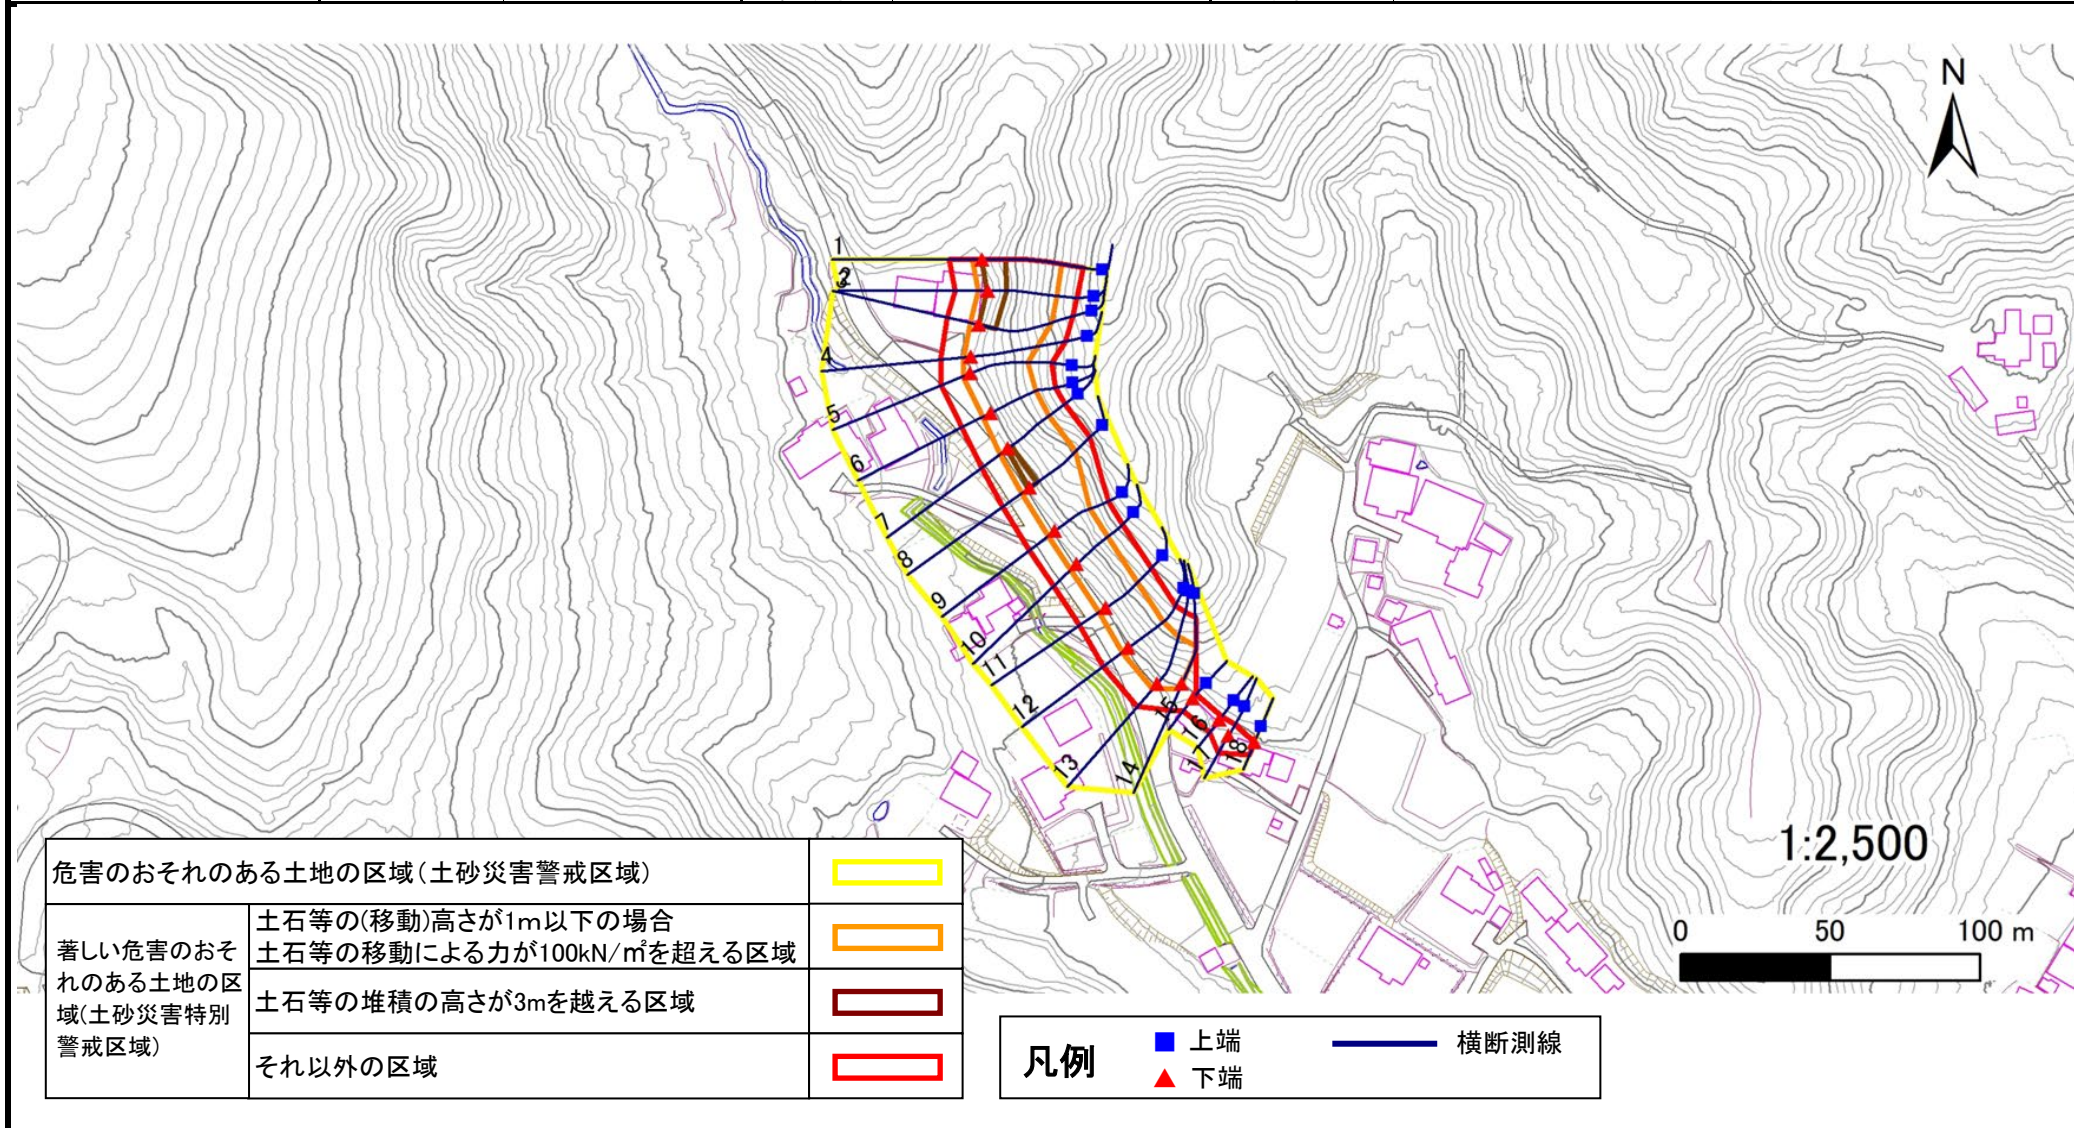 N
1
2
3
4
5
6
7
8
9
10
11
12
13
14
15
16
17
18
1:2,500
0 50 100 m
危害のおそれのある土地の区域(土砂災害警戒区域)
著しい危害のおそ
れのある土地の区
域(土砂災害特別
警戒区域)
土石等の(移動)高さが1m以下の場合
土石等の移動による力が100kN/㎡を超える区域
土石等の堆積の高さが3mを越える区域
それ以外の区域
凡例
上端
下端
横断測線